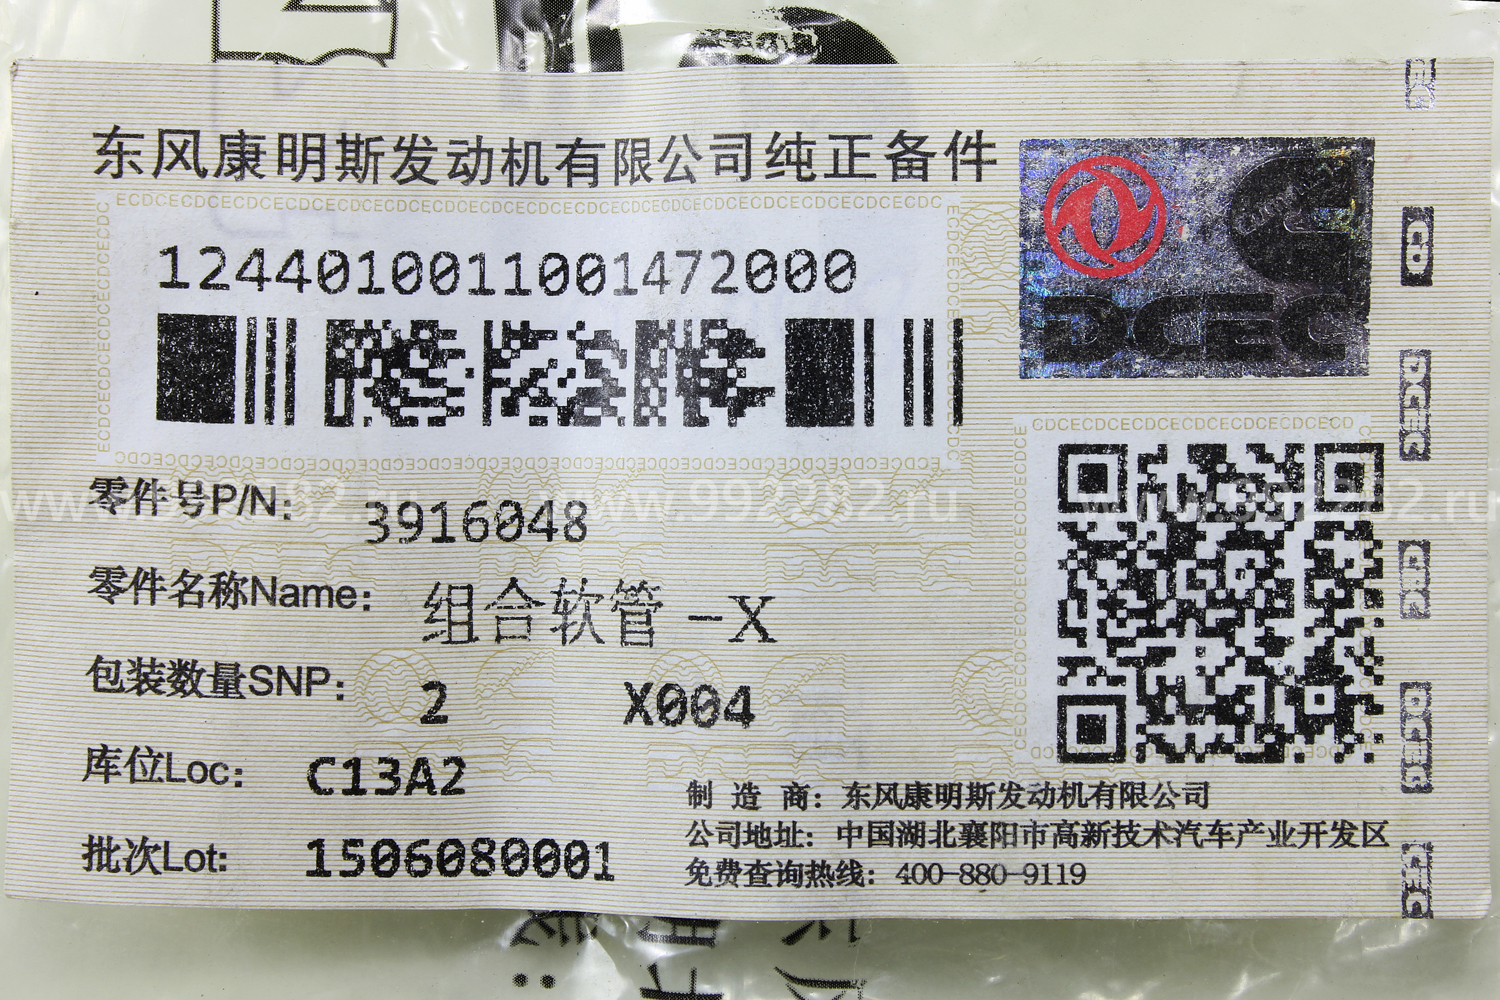 东风康明斯发动机有限公司纯正备件
124401001100147​2000
DCEC
零件号P/N: 3916048
零件名称Name: 组合软管 -X
包装数量SNP: 2 X004
库位Loc: C13A2
批次Lot: 1506080001
制 造 商: 东风康明斯发动机有限公司
公司地址: 中国湖北襄阳市高新技术汽车产业开发区
免费查询热线: 400-880-9119
www.992282.ru